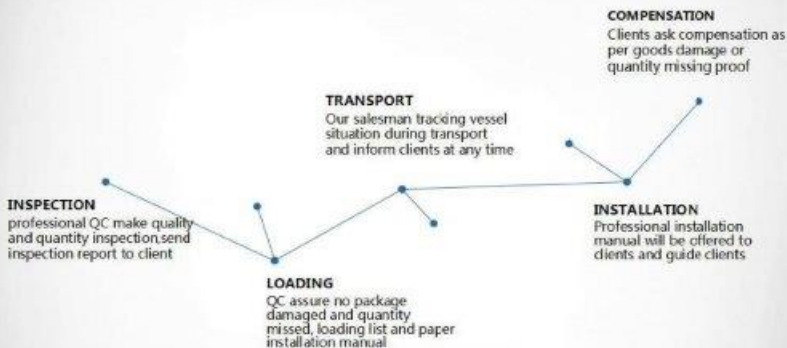 COMPENSATION
Clients ask compensation as
per goods damage or
quantity missing proof
TRANSPORT
Our salesman tracking vessel
situation during transport
and inform clients at any time
INSPECTION
professional QC make quality
and quantity inspection,send
inspection report to client
INSTALLATION
Professional installation
manual will be offered to
clients and guide clients
LOADING
QC assure no package
damaged and quantity
missed, loading list and paper
installation manual